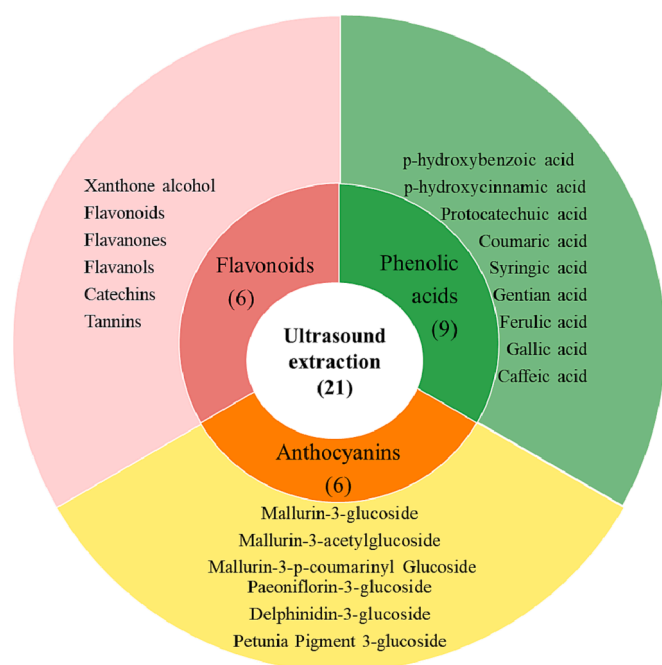 Xanthone alcohol
Flavonoids
Flavanones
Flavanols
Catechins
Tannins
Flavonoids
(6)
p-hydroxybenzoic acid
p-hydroxycinnamic acid
Protocatechuic acid
Coumaric acid
Syringic acid
Gentian acid
Ferulic acid
Gallic acid
Caffeic acid
Phenolic
acids
(9)
Ultrasound
extraction
(21)
Anthocyanins
(6)
Mallurin-3-glucoside
Mallurin-3-acetylglucoside
Mallurin-3-p-coumarinyl Glucoside
Paeoniflorin-3-glucoside
Delphinidin-3-glucoside
Petunia Pigment 3-glucoside